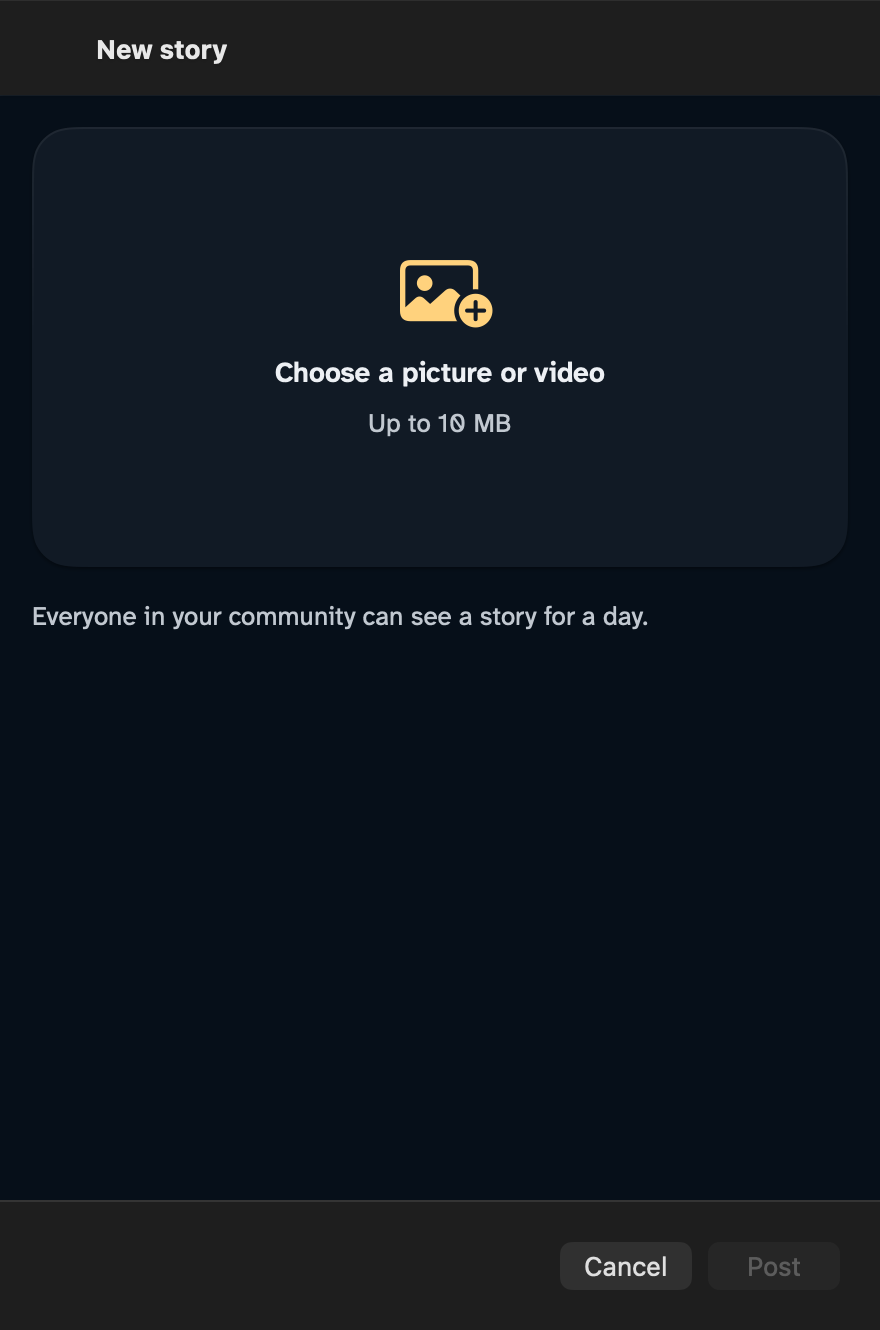 New story
Choose a picture or video
Up to 10 MB
Everyone in your community can see a story for a day.
Cancel
Post